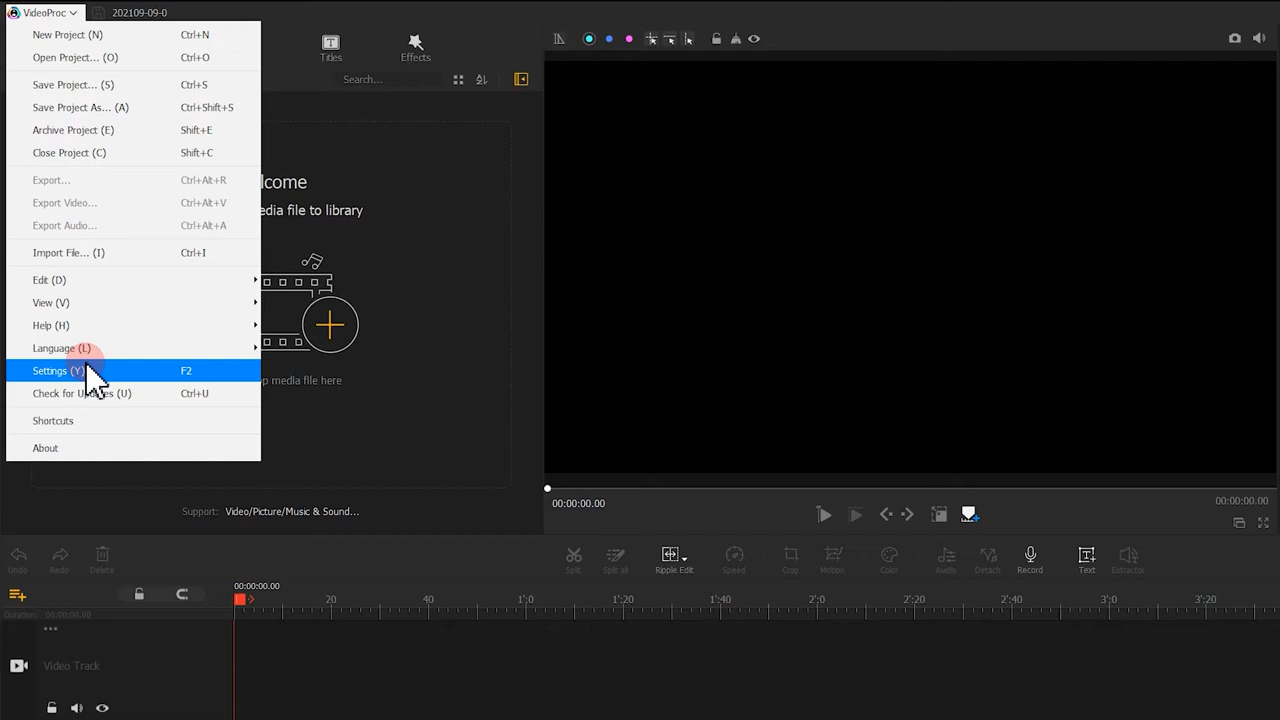 VideoProc
202109-09-0
New Project (N) Ctrl+N
Open Project... (O) Ctrl+O
Save Project... (S) Ctrl+S
Save Project As... (A) Ctrl+Shift+S
Archive Project (E) Shift+E
Close Project (C) Shift+C
Export... Ctrl+Alt+R
Export Video... Ctrl+Alt+V
Export Audio... Ctrl+Alt+A
Import File... (I) Ctrl+I
Edit (D)
View (V)
Help (H)
Language (L)
Settings (Y) F2
Check for (U) Ctrl+U
Shortcuts
About
Titles
Effects
Search...
lcome
edia file to library
op media file here
Support: Video/Picture/Music & Sound...
00:00:00.00
00:00:00.00
Undo Redo Delete Split Split all Ripple Edit Speed Crop Motion Color Audio Detach Record Text Extractor
00:00:00.00
20 40 1'0 1'20 1'40 2'0 2'20 2'40 3'0 3'20
Duration: 00:00:00.00
Video Track